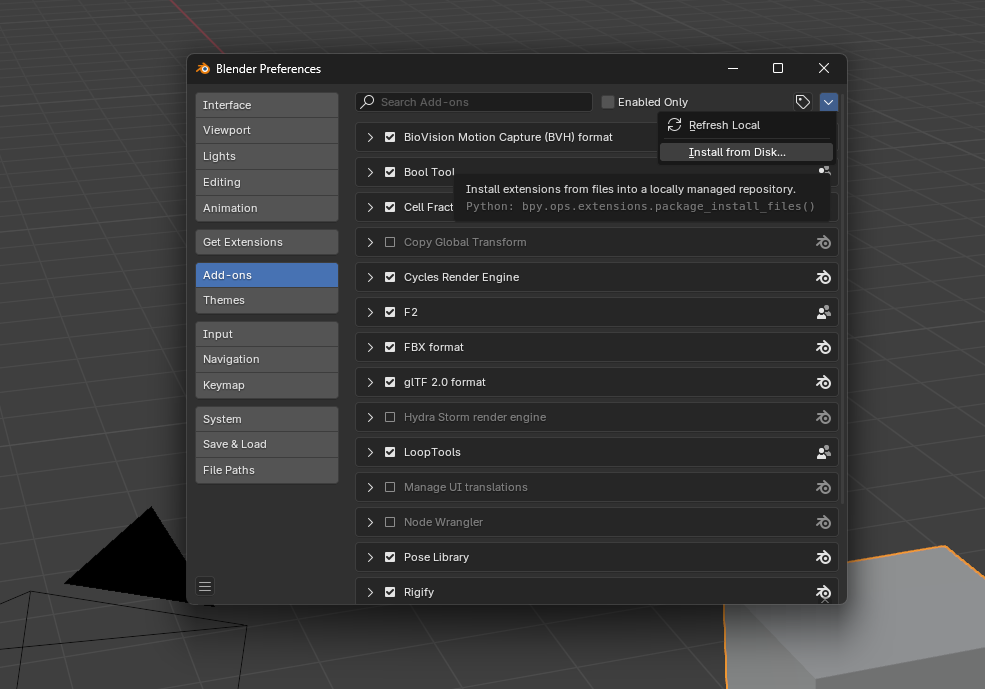 Blender Preferences
Interface
Viewport
Lights
Editing
Animation
Get Extensions
Add-ons
Themes
Input
Navigation
Keymap
System
Save & Load
File Paths
Search Add-ons
Enabled Only
Refresh Local
Install from Disk...
BioVision Motion Capture (BVH) format
Bool Tool
Install extensions from files into a locally managed repository.
Python: bpy.ops.extensions.package_install_files()
Cell Fract
Copy Global Transform
Cycles Render Engine
F2
FBX format
glTF 2.0 format
Hydra Storm render engine
LoopTools
Manage UI translations
Node Wrangler
Pose Library
Rigify